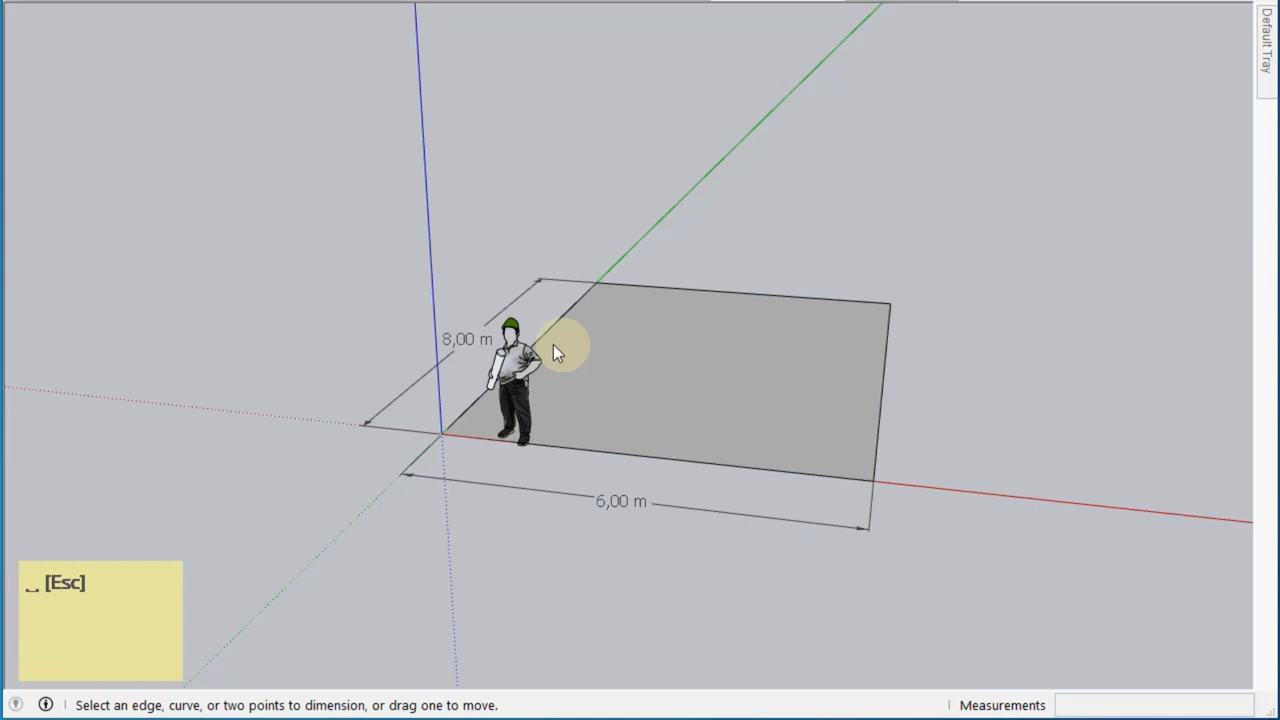 Default Tray
8,00 m
6,00 m
[Esc]
Select an edge, curve, or two points to dimension, or drag one to move.
Measurements